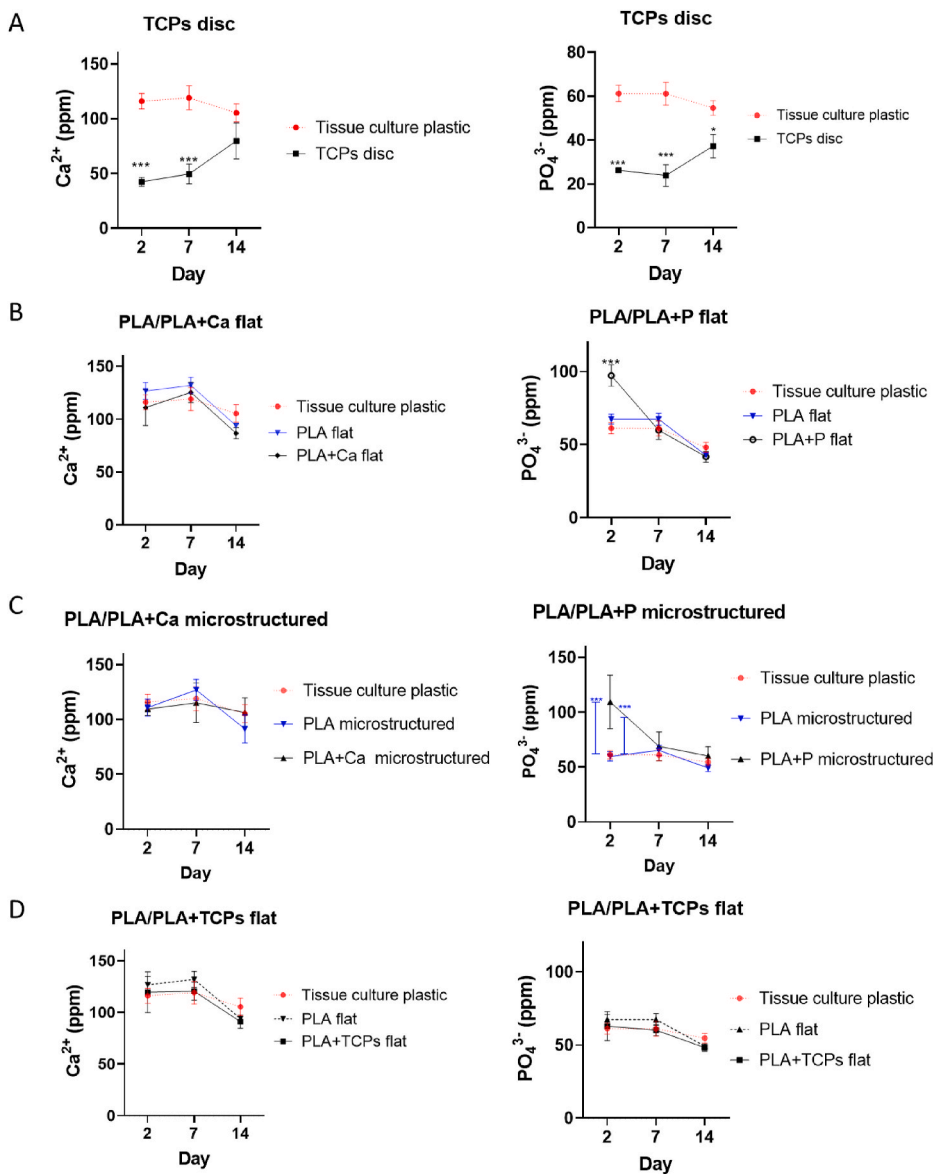 A
TCPs disc
Ca²⁺ (ppm)
150
100
50
0
***
***
2 7 14
Day
Tissue culture plastic
TCPs disc
TCPs disc
PO₄³⁻ (ppm)
80
60
40
20
0
***
***
*
2 7 14
Day
Tissue culture plastic
TCPs disc
B
PLA/PLA+Ca flat
Ca²⁺ (ppm)
150
100
50
0
2 7 14
Day
Tissue culture plastic
PLA flat
PLA+Ca flat
PLA/PLA+P flat
PO₄³⁻ (ppm)
100
50
0
***
2 7 14
Day
Tissue culture plastic
PLA flat
PLA+P flat
C
PLA/PLA+Ca microstructured
Ca²⁺ (ppm)
150
100
50
0
2 7 14
Day
Tissue culture plastic
PLA microstructured
PLA+Ca microstructured
PLA/PLA+P microstructured
PO₄³⁻ (ppm)
150
100
50
0
***
***
2 7 14
Day
Tissue culture plastic
PLA microstructured
PLA+P microstructured
D
PLA/PLA+TCPs flat
Ca²⁺ (ppm)
150
100
50
0
2 7 14
Day
Tissue culture plastic
PLA flat
PLA+TCPs flat
PLA/PLA+TCPs flat
PO₄³⁻ (ppm)
100
50
0
2 7 14
Day
Tissue culture plastic
PLA flat
PLA+TCPs flat